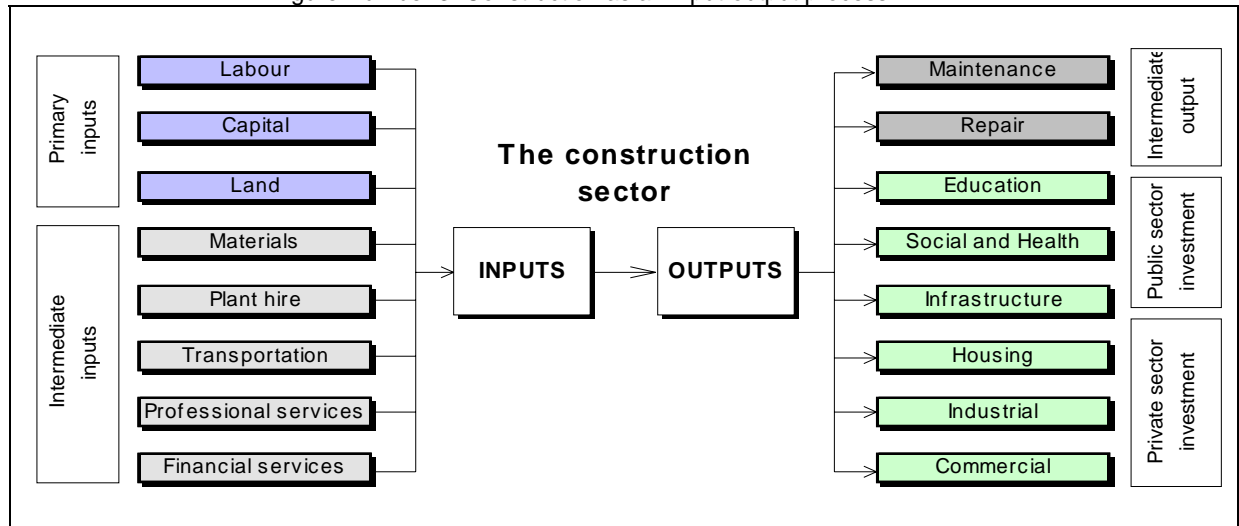 Primary
inputs
Intermediate
inputs
Labour
Capital
Land
Materials
Plant hire
Transportation
Professional services
Financial services
The construction
sector
INPUTS
OUTPUTS
Maintenance
Repair
Education
Social and Health
Infrastructure
Housing
Industrial
Commercial
Intermediate
output
Public sector
investment
Private sector
investment